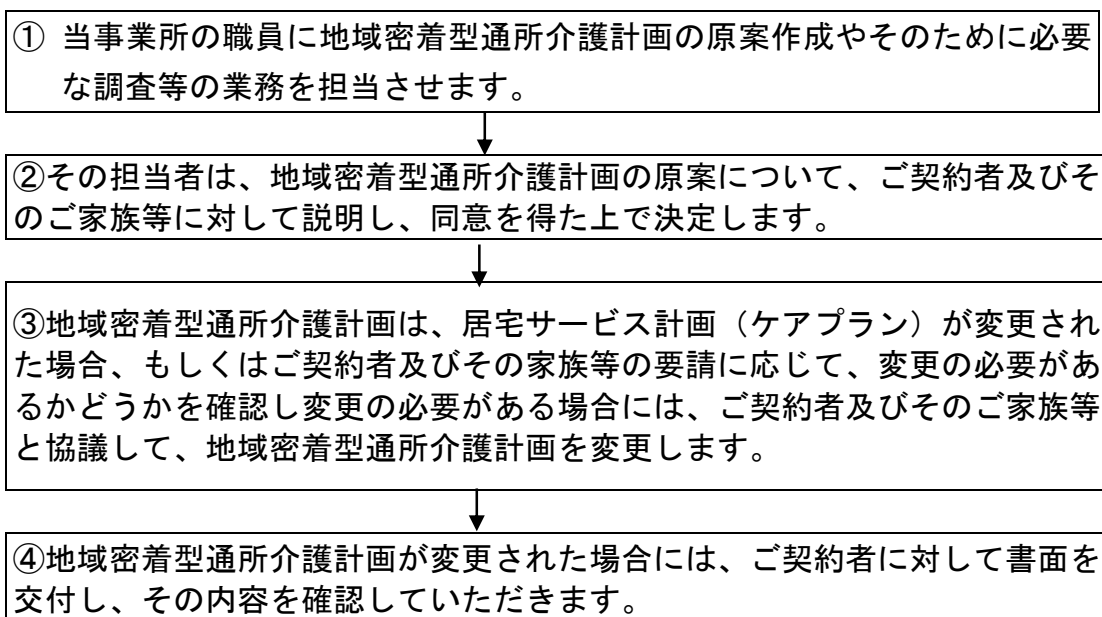 ① 当事業所の職員に地域密着型通所介護計画の原案作成やそのために必要
な調査等の業務を担当させます。
②その担当者は、地域密着型通所介護計画の原案について、ご契約者及びそ
のご家族等に対して説明し、同意を得た上で決定します。
③地域密着型通所介護計画は、居宅サービス計画（ケアプラン）が変更され
た場合、もしくはご契約者及びその家族等の要請に応じて、変更の必要があ
るかどうかを確認し変更の必要がある場合には、ご契約者及びそのご家族等
と協議して、地域密着型通所介護計画を変更します。
④地域密着型通所介護計画が変更された場合には、ご契約者に対して書面を
交付し、その内容を確認していただきます。